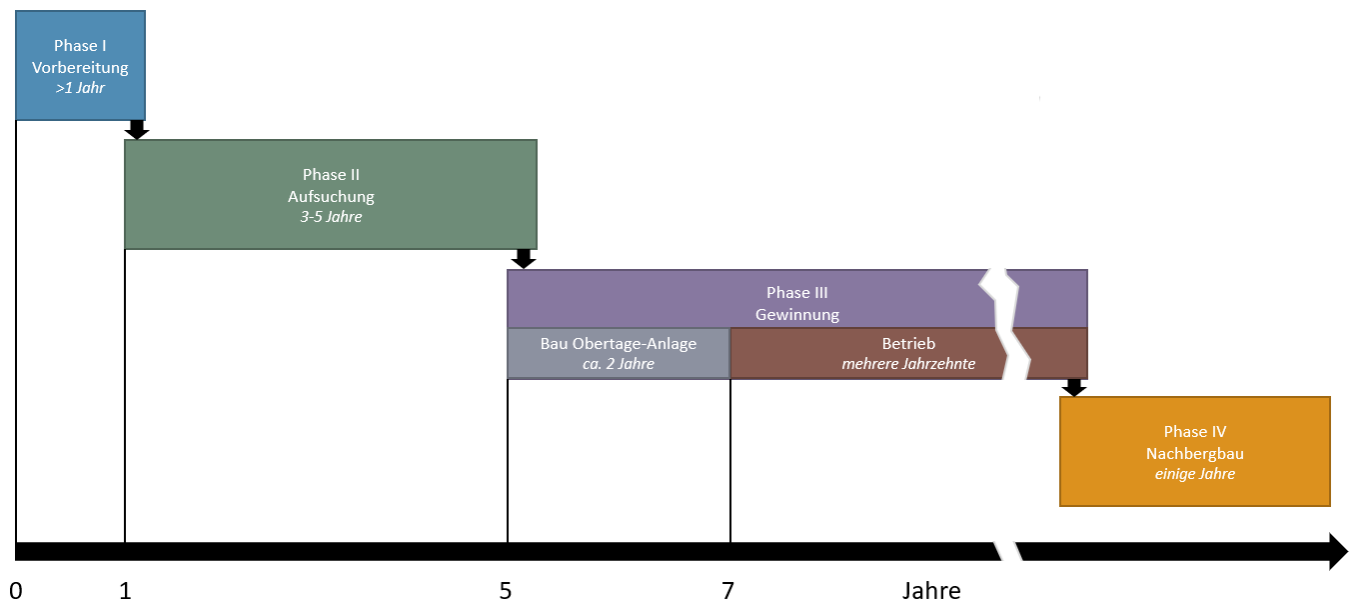 Phase I
Vorbereitung
>1 Jahr
Phase II
Aufsuchung
3-5 Jahre
Phase III
Gewinnung
Bau Obertage-Anlage
ca. 2 Jahre
Betrieb
mehrere Jahrzehnte
Phase IV
Nachbergbau
einige Jahre
0 1 5 7 Jahre